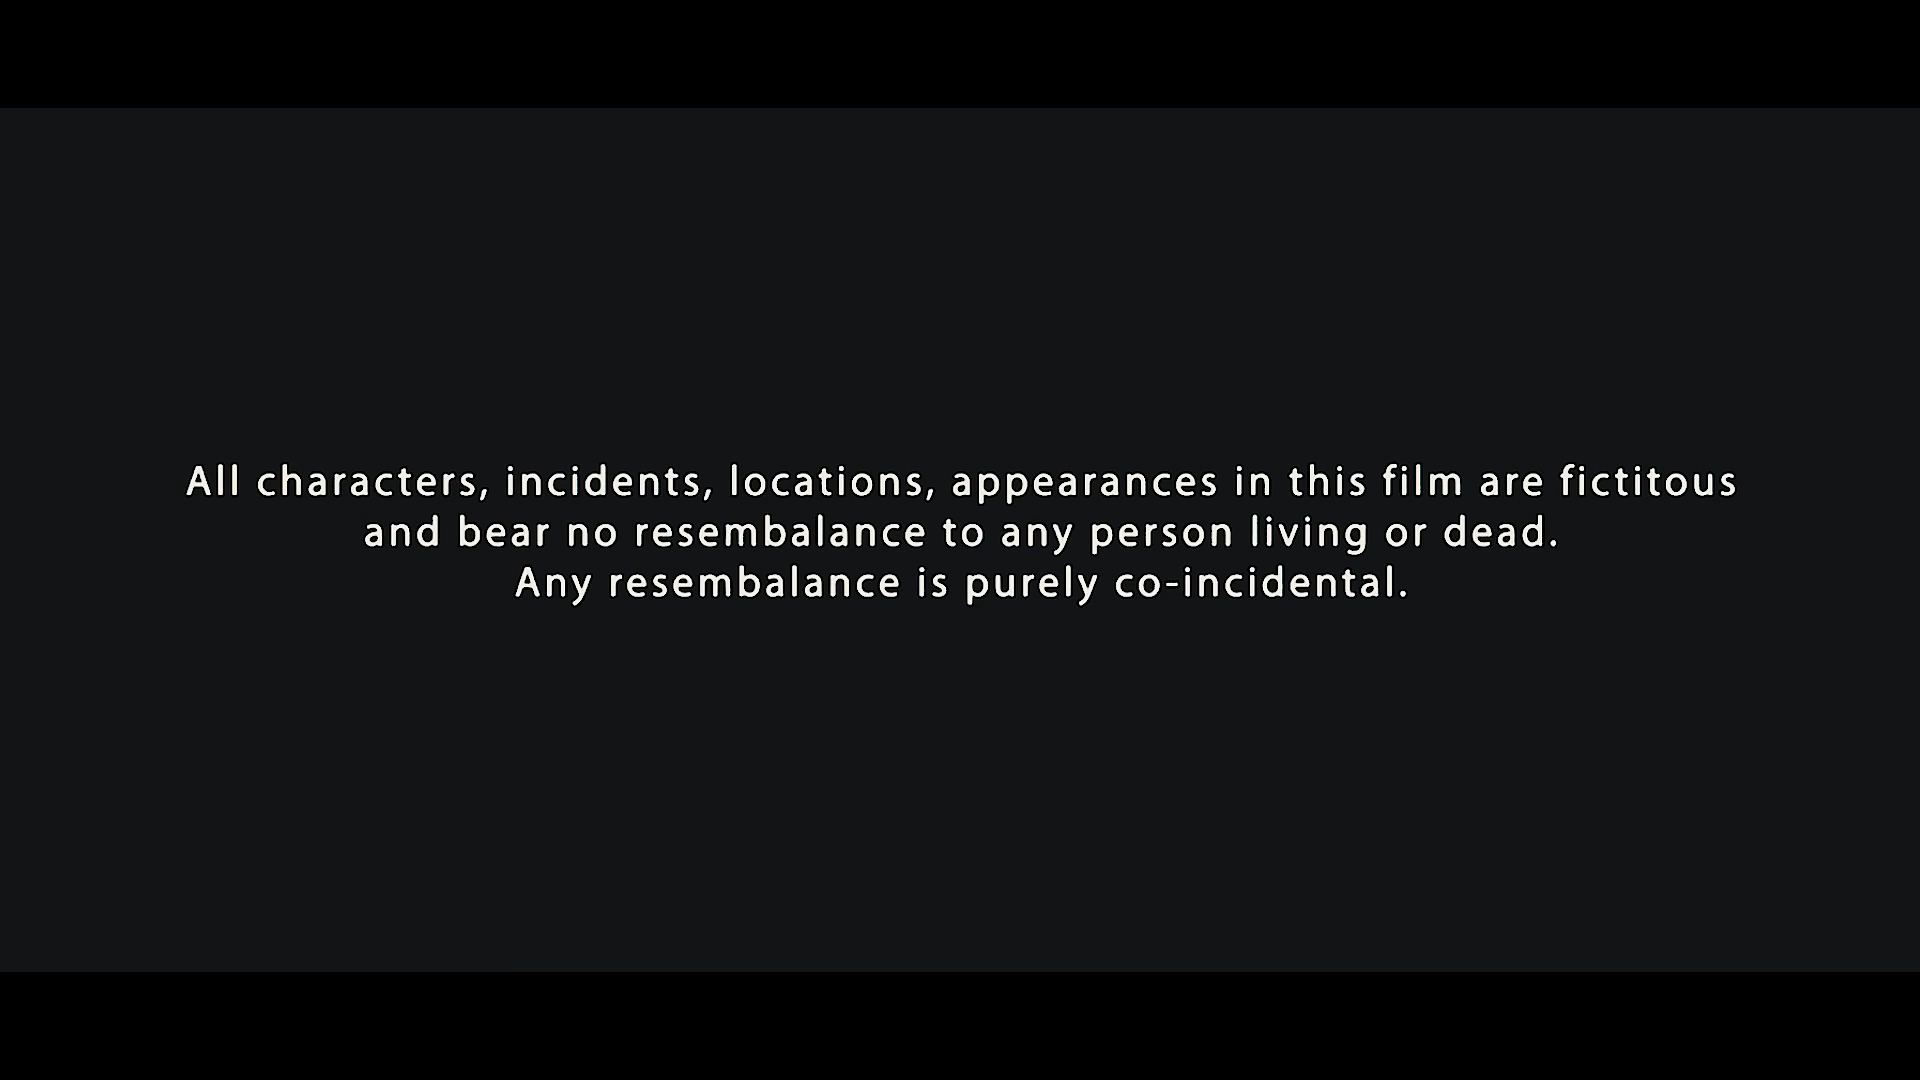 All characters, incidents, locations, appearances in this film are fictitous
and bear no resembalance to any person living or dead.
Any resembalance is purely co-incidental.